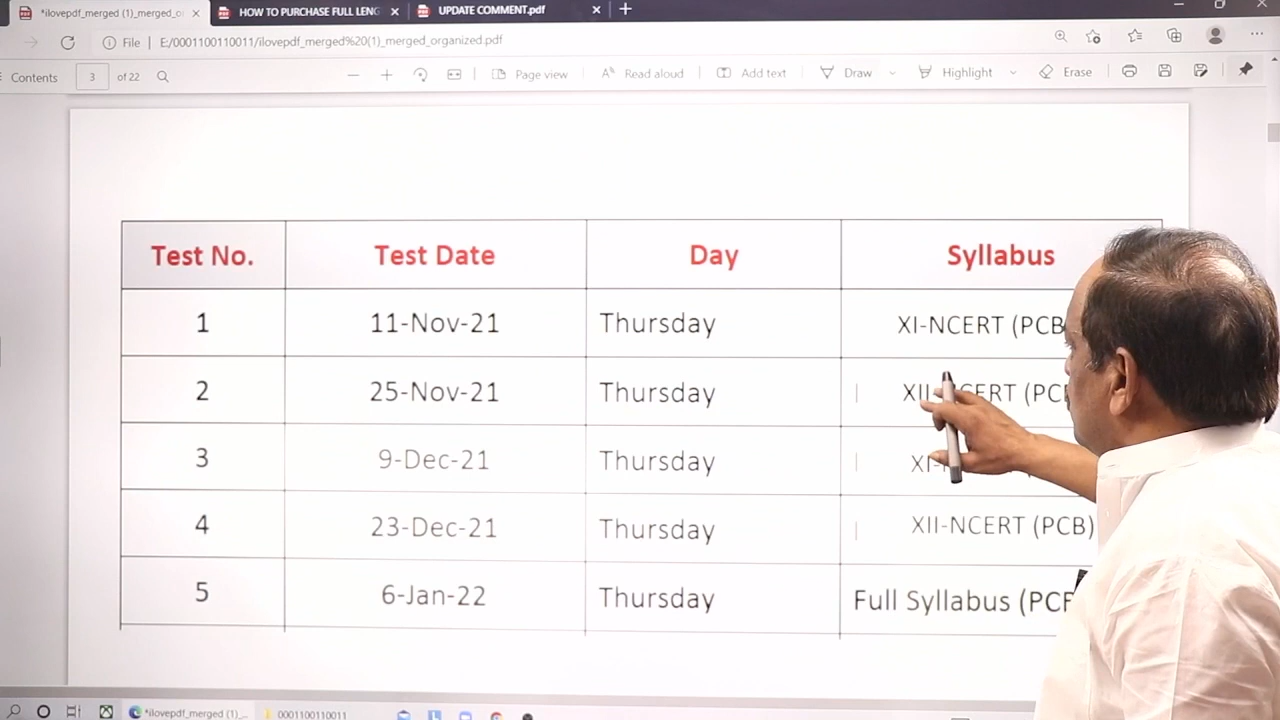 *ilovepdf_merged (1)_merged_o
HOW TO PURCHASE FULL LENG
UPDATE COMMENT.pdf
File | E:/0001100110011/ilovepdf_merged%20(1)_merged_organized.pdf
Contents 3 of 22 Page view Read aloud Add text Draw Highlight Erase
Test No. Test Date Day Syllabus
1 11-Nov-21 Thursday XI-NCERT (PCB
2 25-Nov-21 Thursday
3 9-Dec-21 Thursday
4 23-Dec-21 Thursday XII-NCERT (PCB)
5 6-Jan-22 Thursday Full Syllabus (PCB
*ilovepdf_merged (1)_... 0001100110011